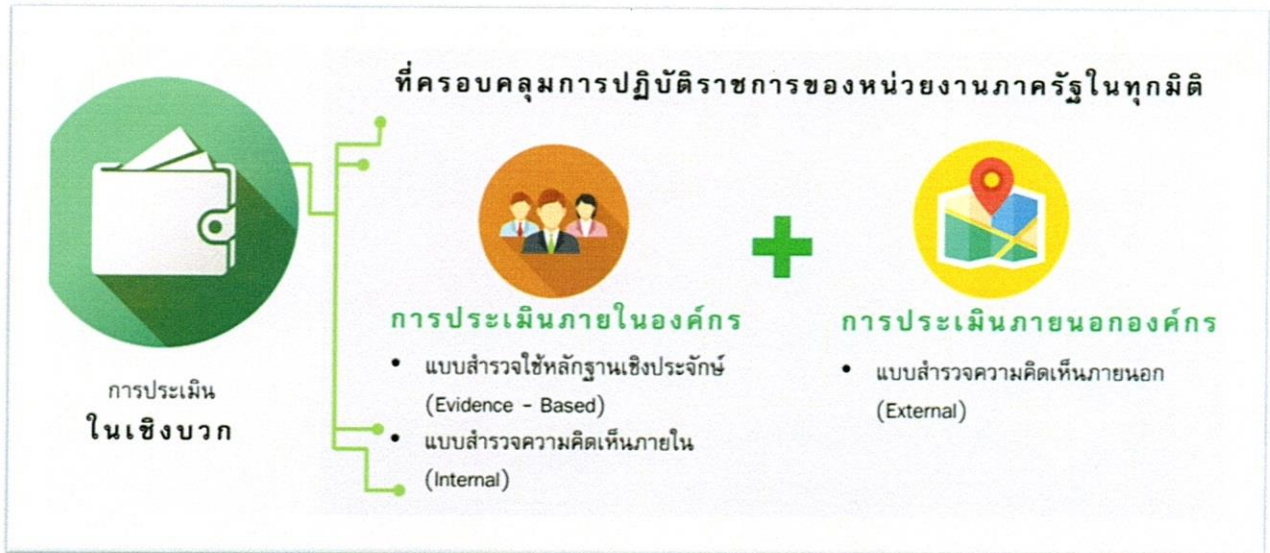 ที่ครอบคลุมการปฏิบัติราชการของหน่วยงานภาครัฐในทุกมิติ
การประเมิน
ในเชิงบวก
การประเมินภายในองค์กร
• แบบสำรวจใช้หลักฐานเชิงประจักษ์
(Evidence - Based)
• แบบสำรวจความคิดเห็นภายใน
(Internal)
การประเมินภายนอกองค์กร
• แบบสำรวจความคิดเห็นภายนอก
(External)